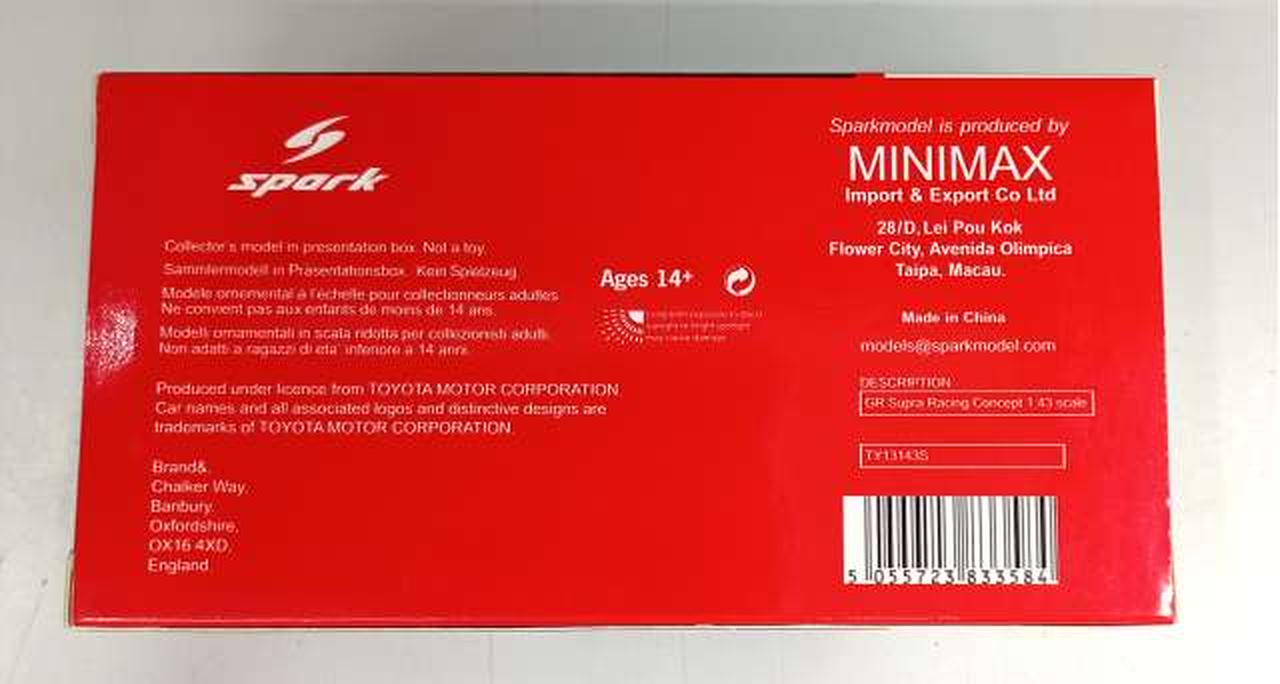 spark
Collector's model in presentation box. Not a toy.
Sammlermodell in Präsentationsbox. Kein Spielzeug.
Modèle ornemental à l'échelle pour collectionneurs adultes.
Ne convient pas aux enfants de moins de 14 ans.
Modelli ornamentali in scala ridotta per collezionisti adulti.
Non adatti a ragazzi di eta' inferiore a 14 anni.
Ages 14+
Produced under licence from TOYOTA MOTOR CORPORATION
Car names and all associated logos and distinctive designs are
trademarks of TOYOTA MOTOR CORPORATION.
Brand&.
Chalker Way,
Banbury,
Oxfordshire,
OX16 4XD
England
Sparkmodel is produced by
MINIMAX
Import & Export Co Ltd
28/D, Lei Pou Kok
Flower City, Avenida Olimpica
Taipa, Macau.
Made in China
models@sparkmodel.com
DESCRIPTION
GR Supra Racing Concept 1:43 scale
TY13143S
5 055723 833584